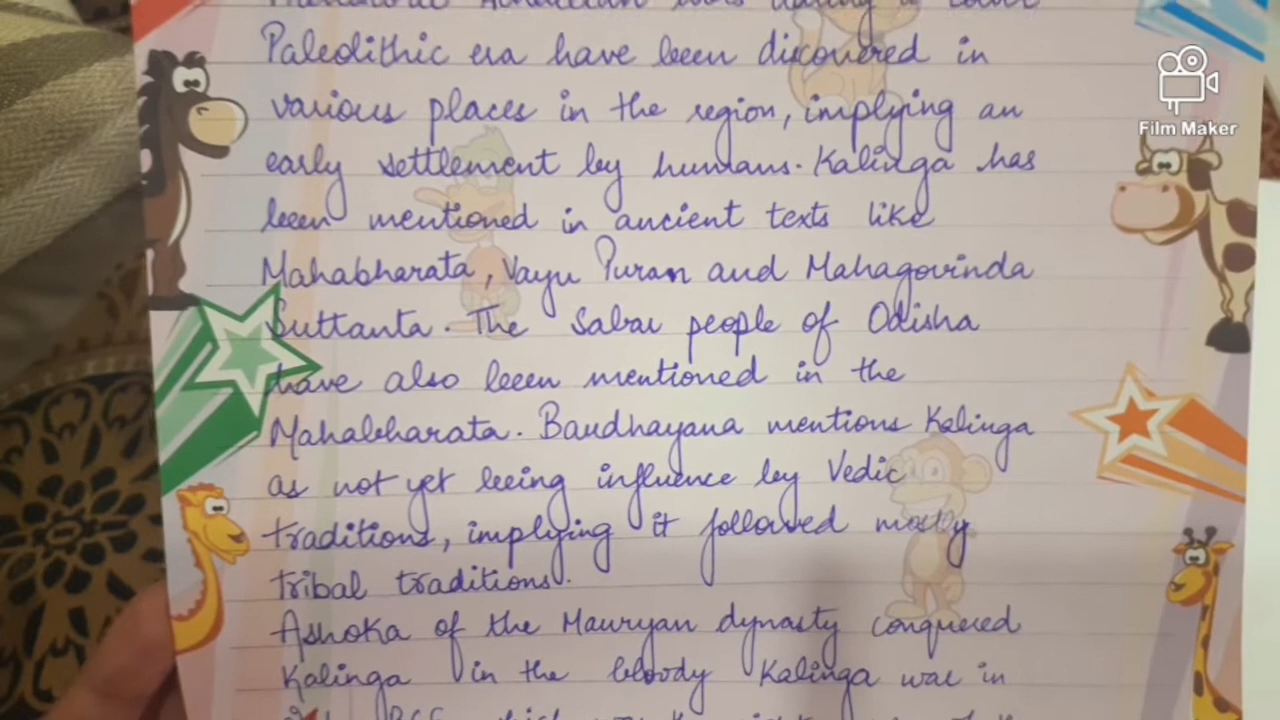 Paleolithic era have been discovered in
Film Maker
various places in the region, implying an
early settlement by humans. Kalinga has
been mentioned in ancient texts like
Mahabharata, Vayu Puran and Mahagovinda
Suttanta. The Sabar people of Odisha
have also been mentioned in the
Mahabharata. Baudhayana mentions Kalinga
as not yet being influence by Vedic
traditions, implying it followed mostly
tribal traditions.
Ashoka of the Mauryan dynasty conquered
Kalinga in the bloody Kalinga war in